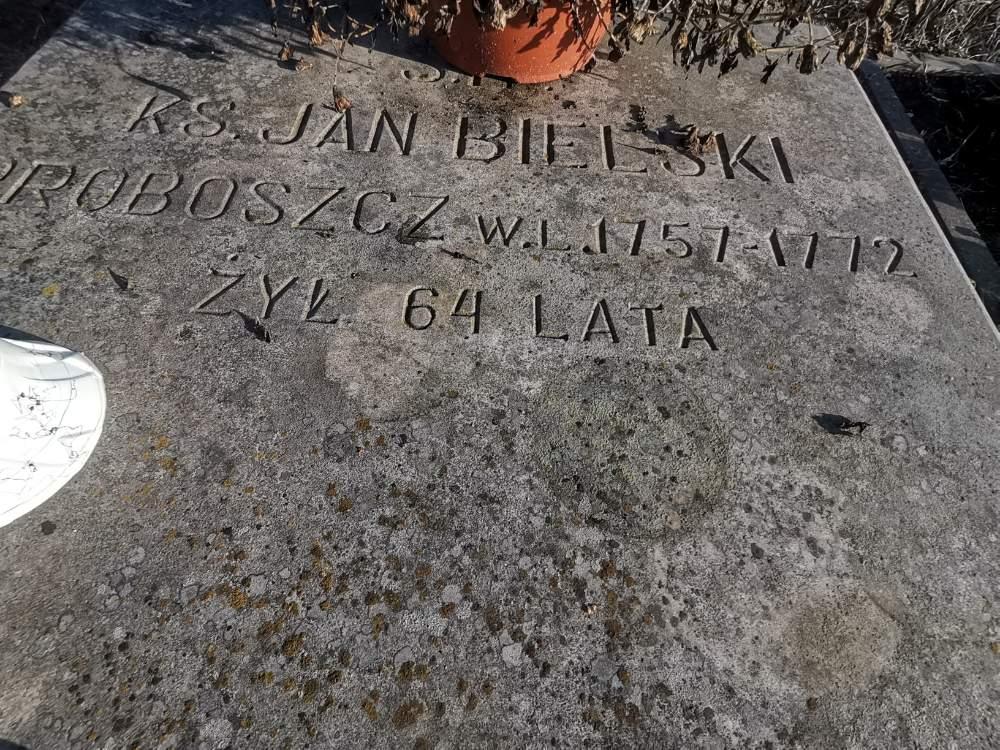 KS. JAN BIELSKI
PROBOSZCZ W.L. 1757-1772
ŻYŁ 64 LATA